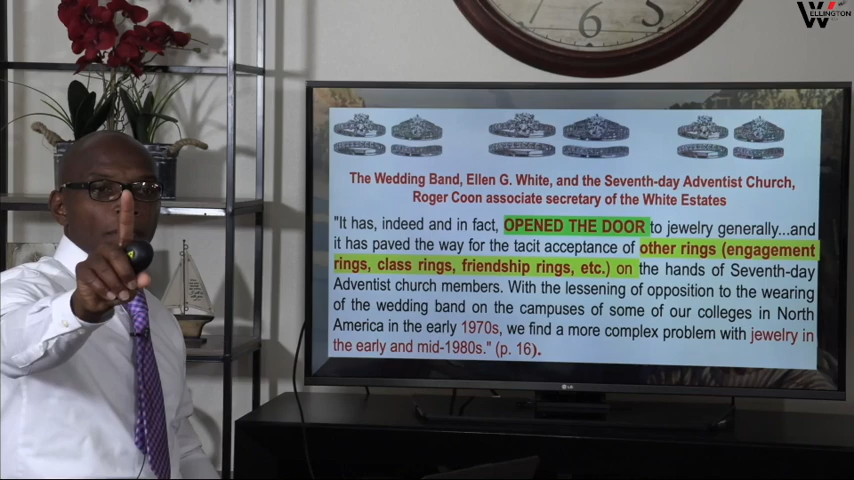 WELLINGTON
6
5
The Wedding Band, Ellen G. White, and the Seventh-day Adventist Church,
Roger Coon associate secretary of the White Estates
"It has, indeed and in fact, OPENED THE DOOR to jewelry generally...and
it has paved the way for the tacit acceptance of other rings (engagement
rings, class rings, friendship rings, etc.) on the hands of Seventh-day
Adventist church members. With the lessening of opposition to the wearing
of the wedding band on the campuses of some of our colleges in North
America in the early 1970s, we find a more complex problem with jewelry in
the early and mid-1980s." (p. 16).
LG